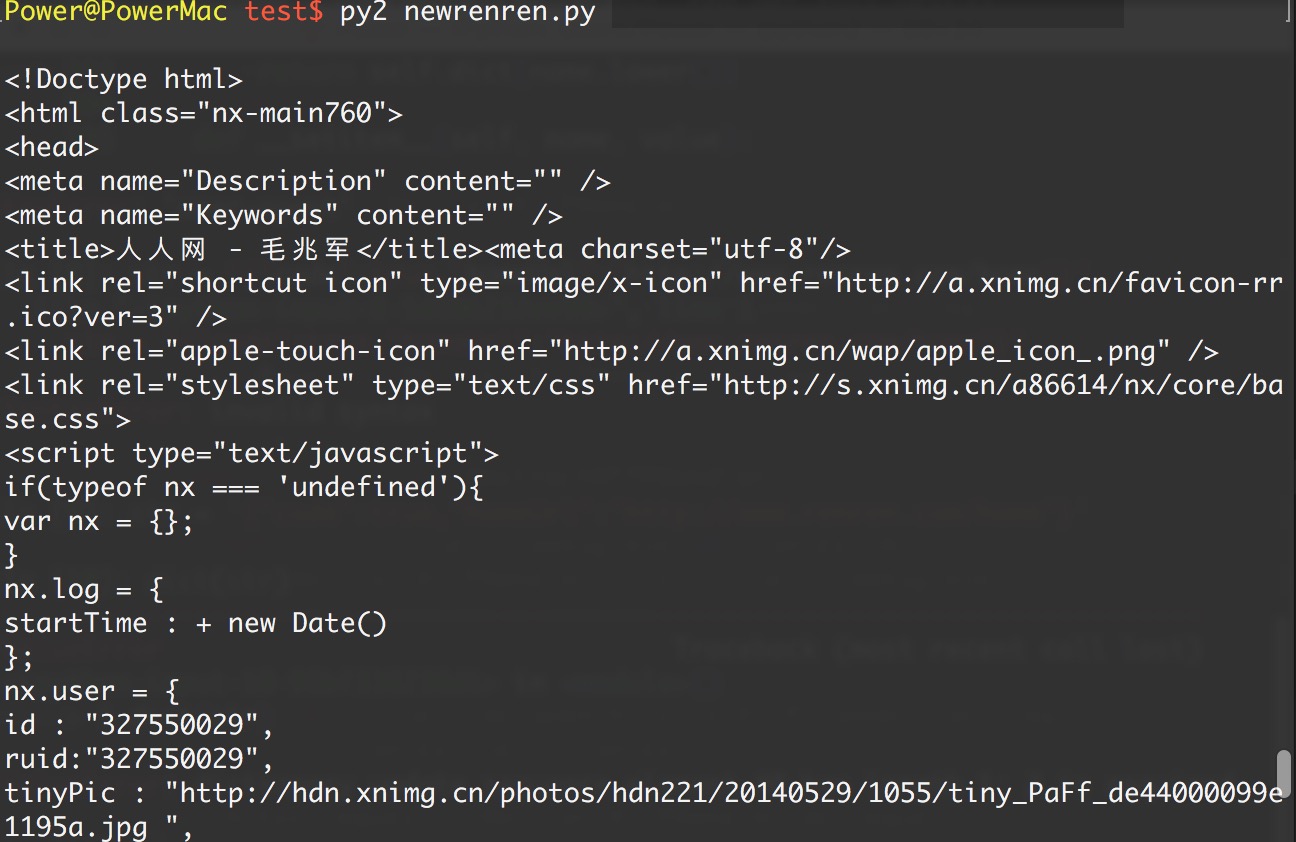 Power@PowerMac test$ py2 newrenren.py
<!Doctype html>
<html class="nx-main760">
<head>
<meta name="Description" content="" />
<meta name="Keywords" content="" />
<title>人人网 - 毛兆军</title><meta charset="utf-8"/>
<link rel="shortcut icon" type="image/x-icon" href="http://a.xnimg.cn/favicon-rr
.ico?ver=3" />
<link rel="apple-touch-icon" href="http://a.xnimg.cn/wap/apple_icon_.png" />
<link rel="stylesheet" type="text/css" href="http://s.xnimg.cn/a86614/nx/core/ba
se.css">
<script type="text/javascript">
if(typeof nx === 'undefined'){
var nx = {};
}
nx.log = {
startTime : + new Date()
};
nx.user = {
id : "327550029",
ruid:"327550029",
tinyPic : "http://hdn.xnimg.cn/photos/hdn221/20140529/1055/tiny_PaFf_de44000099e
1195a.jpg ",